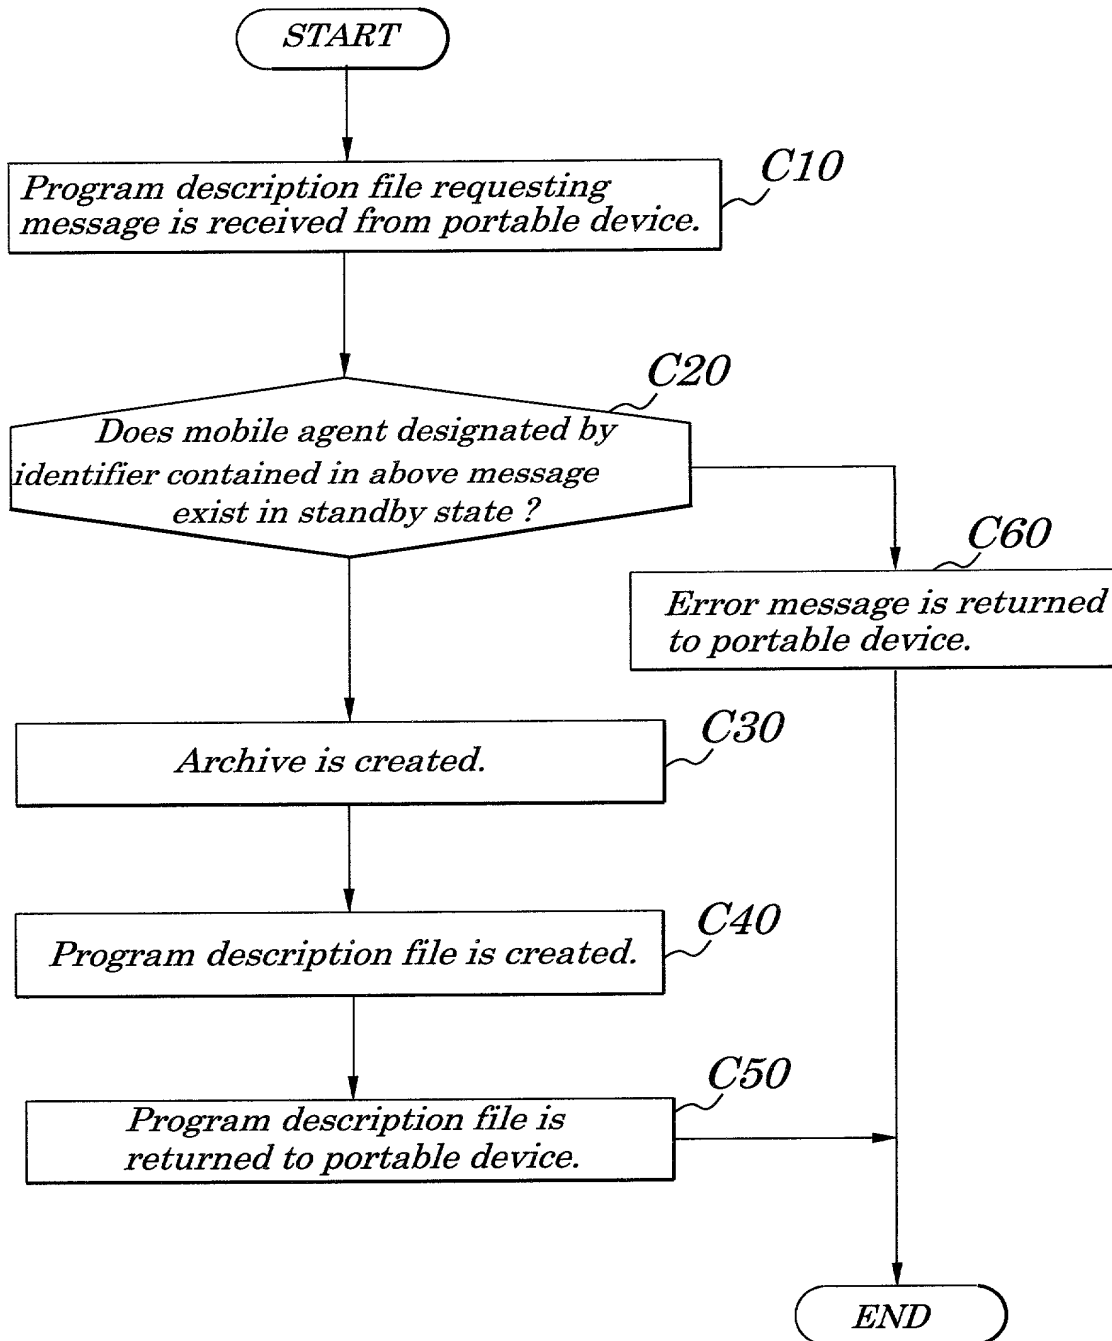 START
C10
Program description file requesting
message is received from portable device.
C20
Does mobile agent designated by
identifier contained in above message
exist in standby state ?
C60
Error message is returned
to portable device.
C30
Archive is created.
C40
Program description file is created.
C50
Program description file is
returned to portable device.
END